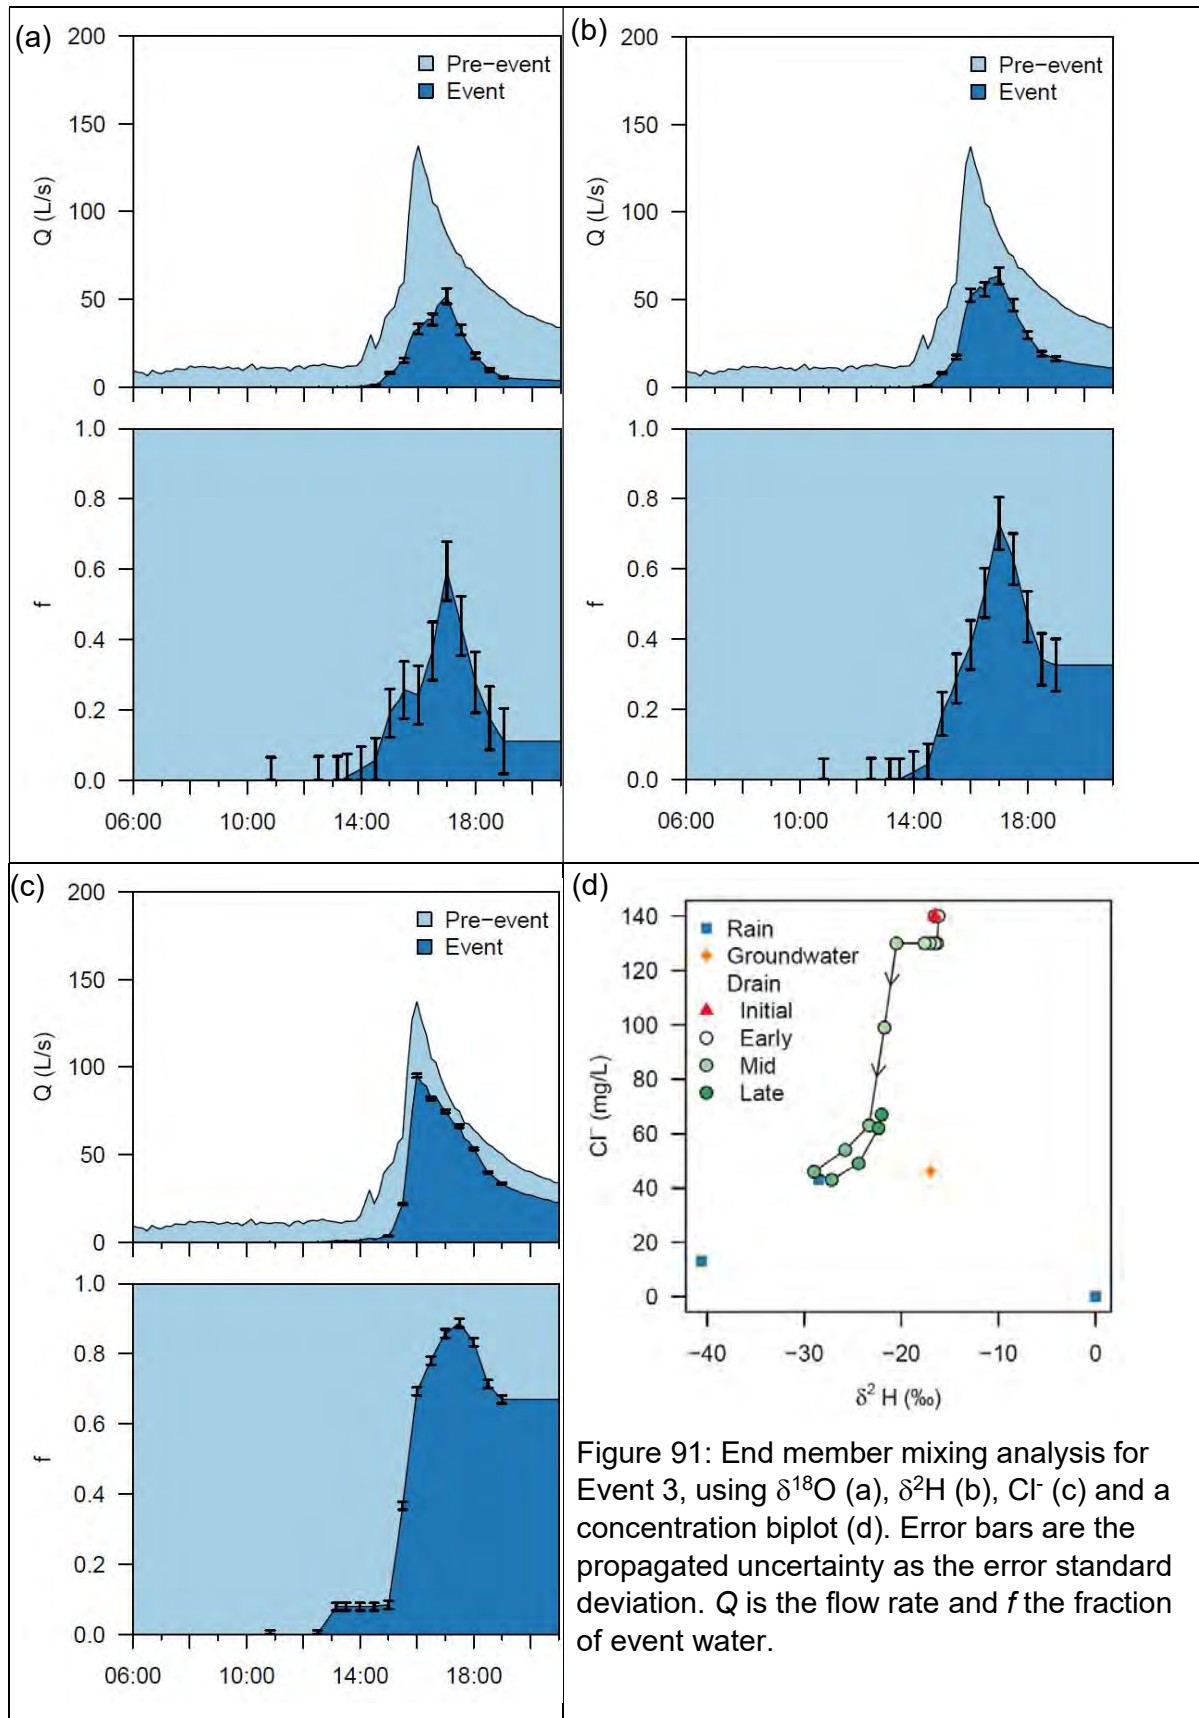 (a)
200
150
100
50
0
Q (L/s)
Pre−event
Event
1.0
0.8
0.6
0.4
0.2
0.0
f
06:00 10:00 14:00 18:00
(b)
200
150
100
50
0
Q (L/s)
Pre−event
Event
1.0
0.8
0.6
0.4
0.2
0.0
f
06:00 10:00 14:00 18:00
(c)
200
150
100
50
0
Q (L/s)
Pre−event
Event
1.0
0.8
0.6
0.4
0.2
0.0
f
06:00 10:00 14:00 18:00
(d)
140
120
100
80
60
40
20
0
Cl⁻ (mg/L)
Rain
Groundwater
Drain
Initial
Early
Mid
Late
−40 −30 −20 −10 0
δ² H (‰)
Figure 91: End member mixing analysis for
Event 3, using δ¹⁸O (a), δ²H (b), Cl⁻ (c) and a
concentration biplot (d). Error bars are the
propagated uncertainty as the error standard
deviation. Q is the flow rate and f the fraction
of event water.